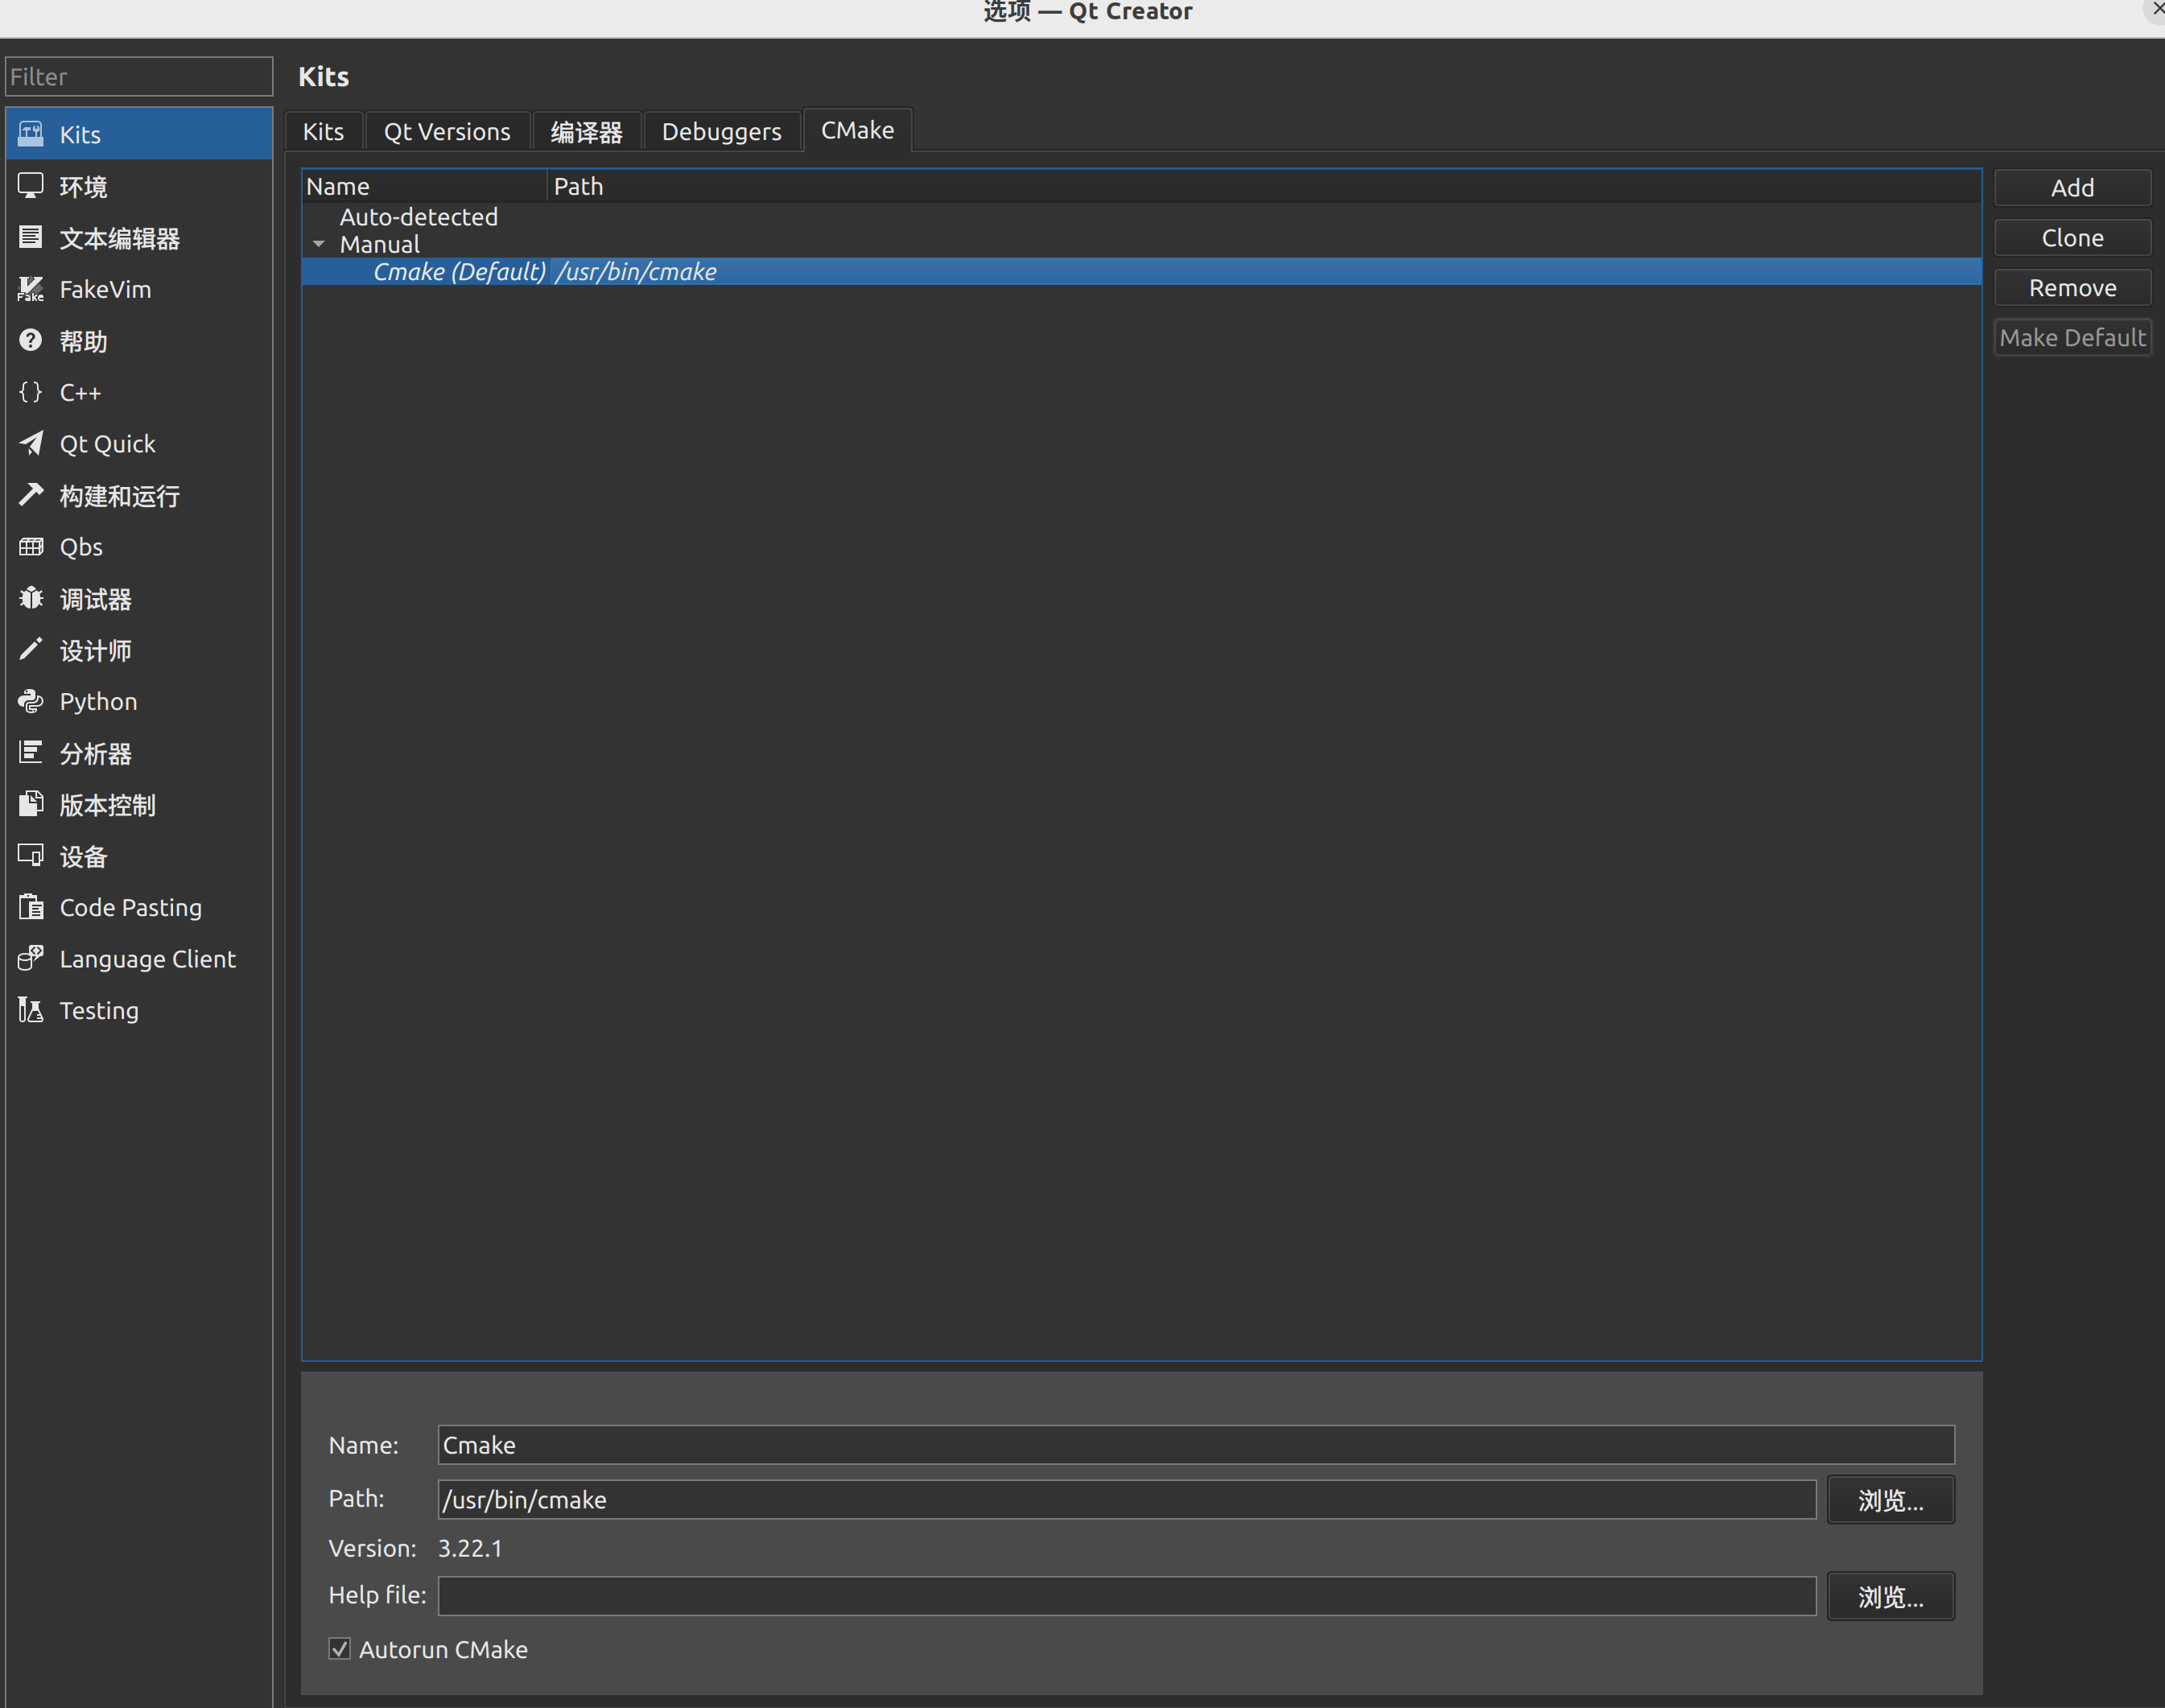 选项 — Qt Creator
Filter
Kits
环境
文本编辑器
FakeVim
帮助
C++
Qt Quick
构建和运行
Qbs
调试器
设计师
Python
分析器
版本控制
设备
Code Pasting
Language Client
Testing
Kits
Kits Qt Versions 编译器 Debuggers CMake
Name Path
Auto-detected
Manual
Cmake (Default) /usr/bin/cmake
Add
Clone
Remove
Make Default
Name: Cmake
Path: /usr/bin/cmake 浏览...
Version: 3.22.1
Help file: 浏览...
Autorun CMake